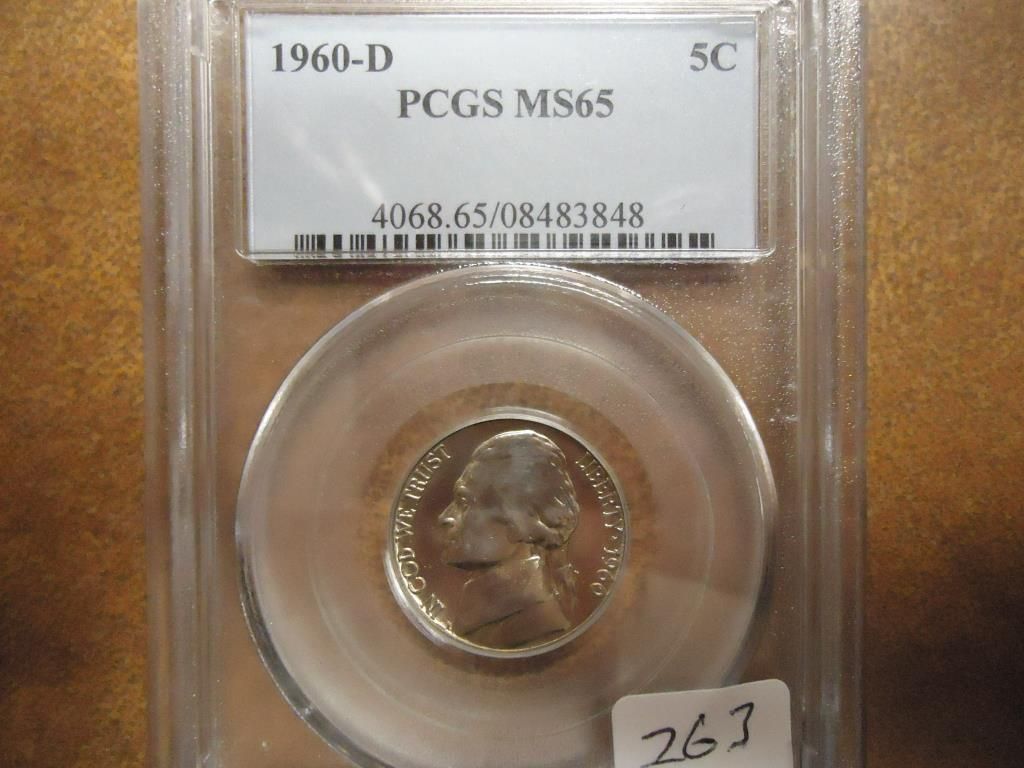 1960-D 5C
PCGS MS65
4068.65/08483848
IN GOD WE TRUST
LIBERTY · 1960
263